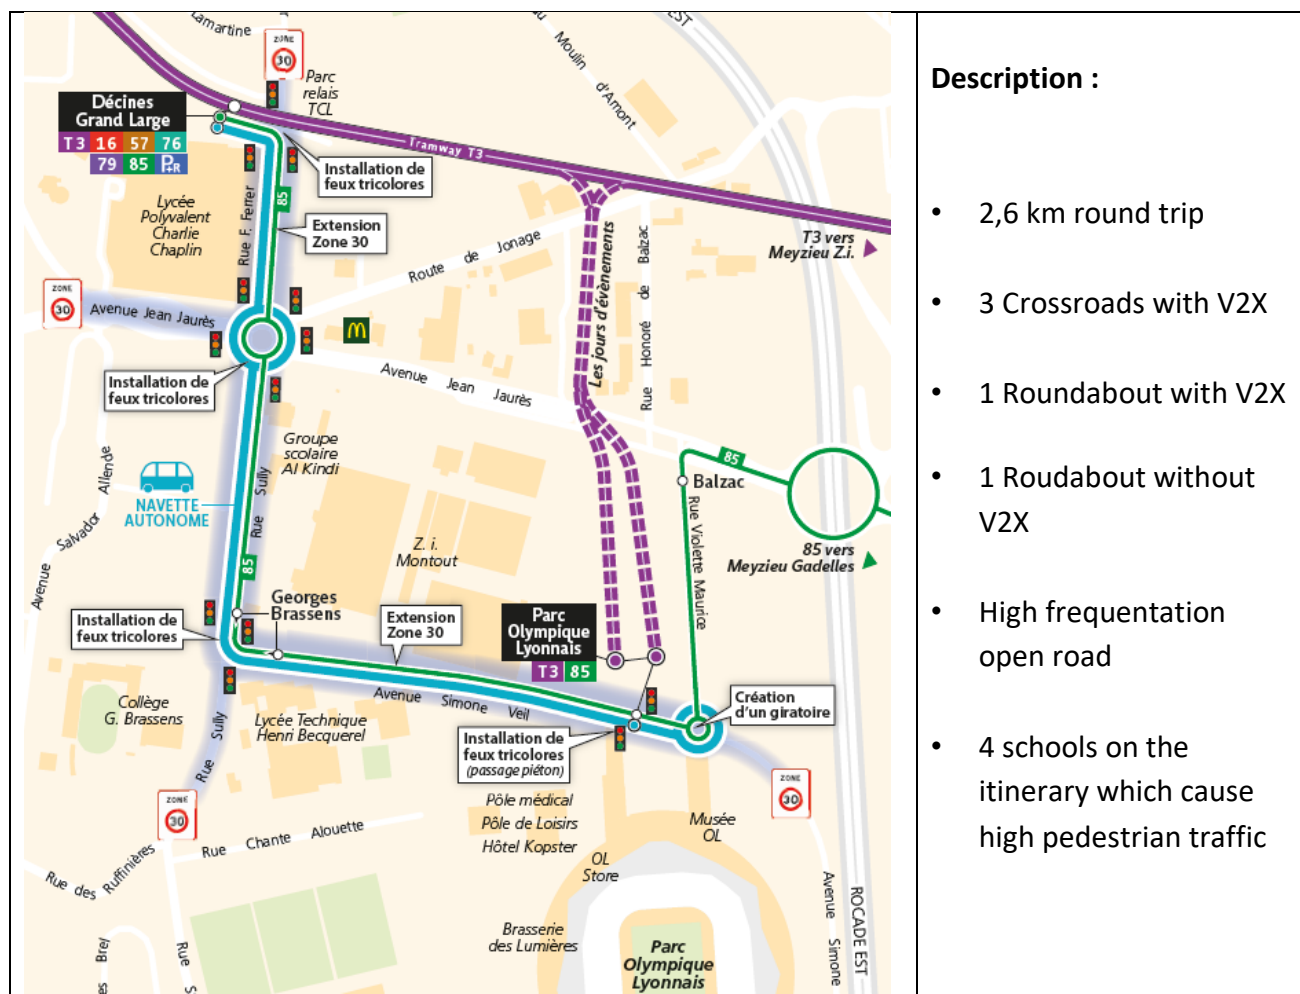 Lamartine
ZONE
30
Parc
relais
TCL
EST
du
Moulin
d'Amont
Décines
Grand Large
T3 16 57 76
79 85 P+R
Tramway T3
Installation de
feux tricolores
Lycée
Polyvalent
Charlie
Chaplin
Rue F. Ferrer
85
Extension
Zone 30
Route de Jonage
Les jours d'évènements
Rue Honoré de Balzac
T3 vers
Meyzieu Z.i.
ZONE
30
Avenue Jean Jaurès
M
Installation de
feux tricolores
Avenue Jean Jaurès
Groupe
scolaire
Al Kindi
85
Balzac
Avenue Salvador Allende
NAVETTE
AUTONOME
Rue Sully
85
Z. i.
Montout
Rue Violette Maurice
85 vers
Meyzieu Gadelles
Georges
Brassens
Installation de
feux tricolores
Extension
Zone 30
Parc
Olympique
Lyonnais
T3 85
Collège
G. Brassens
Rue Sully
Lycée Technique
Henri Becquerel
Avenue Simone Veil
Création
d'un giratoire
Installation de
feux tricolores
(passage piéton)
ZONE
30
ZONE
30
Pôle médical
Pôle de Loisirs
Hôtel Kopster
Musée
OL
OL
Store
Rue Chante Alouette
Rue des Ruffinières
Brasserie
des Lumières
Parc
Olympique
Lyonnais
Avenue Simone
ROCADE EST
es Brel
Rue S
Description :
• 2,6 km round trip
• 3 Crossroads with V2X
• 1 Roundabout with V2X
• 1 Roudabout without
V2X
• High frequentation
open road
• 4 schools on the
itinerary which cause
high pedestrian traffic